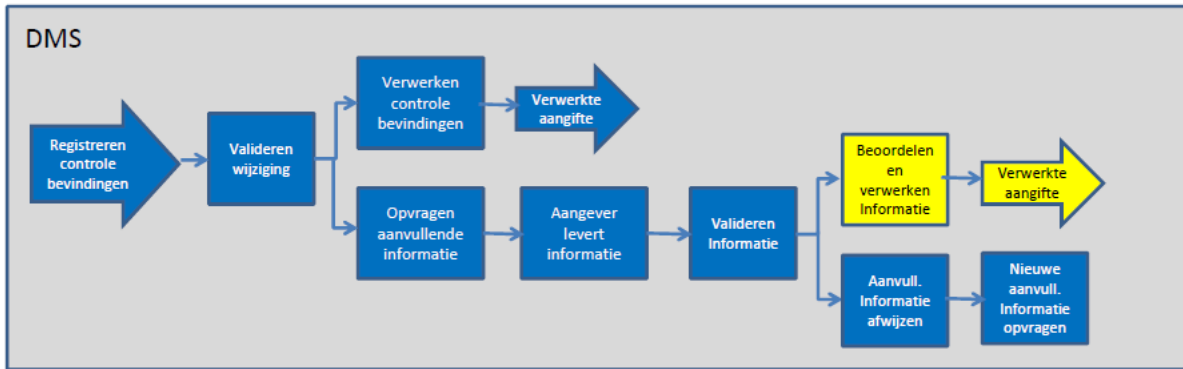 DMS
Registreren
controle
bevindingen
Valideren
wijziging
Verwerken
controle
bevindingen
Verwerkte
aangifte
Opvragen
aanvullende
informatie
Aangever
levert
informatie
Valideren
Informatie
Beoordelen
en
verwerken
Informatie
Verwerkte
aangifte
Aanvull.
Informatie
afwijzen
Nieuwe
aanvull.
Informatie
opvragen